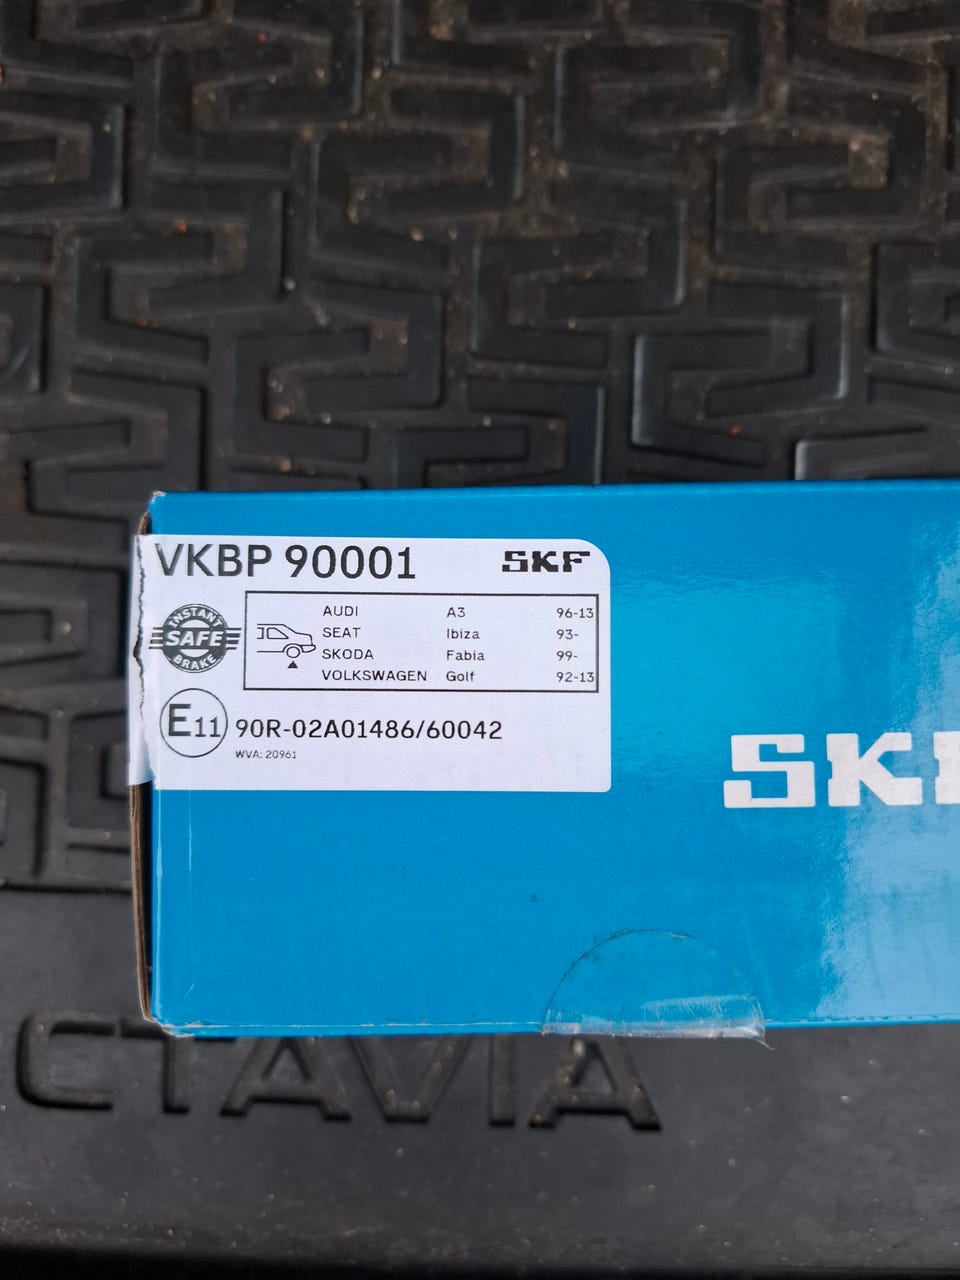 VKBP 90001 SKF
INSTANT
SAFE
BRAKE
AUDI A3 96-13
SEAT Ibiza 93-
SKODA Fabia 99-
VOLKSWAGEN Golf 92-13
E11 90R-02A01486/60042
WVA: 20961
SKF
CTAVIA